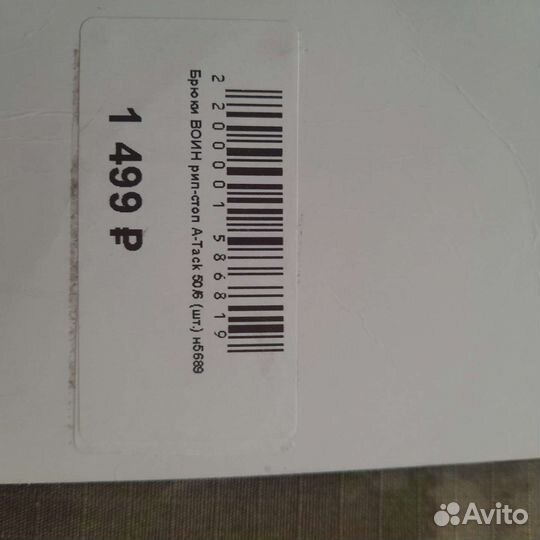 2 200001 586819
Брюки ВОИН рип-стоп A-Tack 50/6 (шт.) н5689
1 499 ₽
Avito